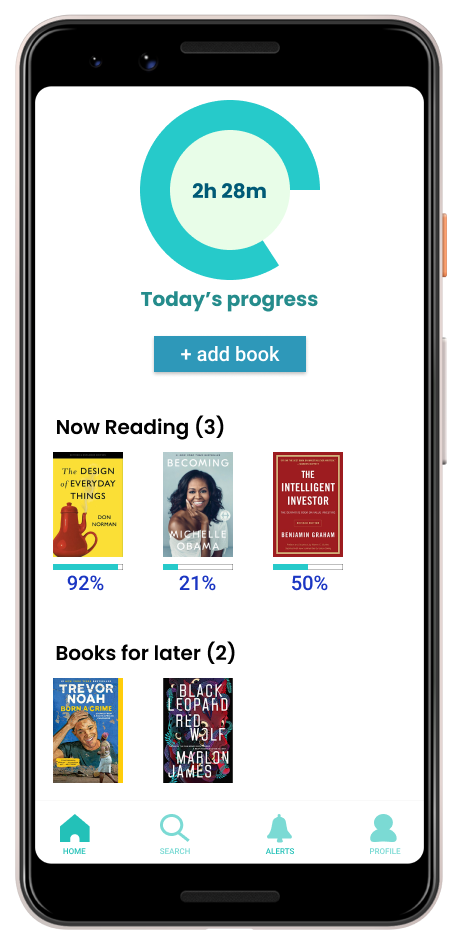 2h 28m
Today's progress
+ add book
Now Reading (3)
The DESIGN
of EVERYDAY
THINGS
DON
NORMAN
BECOMING
MICHELLE
OBAMA
THE
INTELLIGENT
INVESTOR
BENJAMIN GRAHAM
92%
21%
50%
Books for later (2)
TREVOR
NOAH
BORN A CRIME
BLACK
LEOPARD
RED
WOLF
MARLON
JAMES
HOME
SEARCH
ALERTS
PROFILE